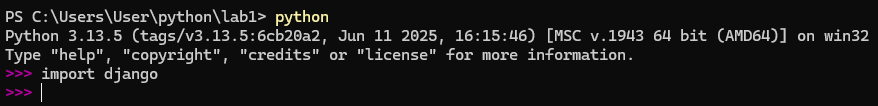 PS C:\Users\User\python\lab1> python
Python 3.13.5 (tags/v3.13.5:6cb20a2, Jun 11 2025, 16:15:46) [MSC v.1943 64 bit (AMD64)] on win32
Type "help", "copyright", "credits" or "license" for more information.
>>> import django
>>>